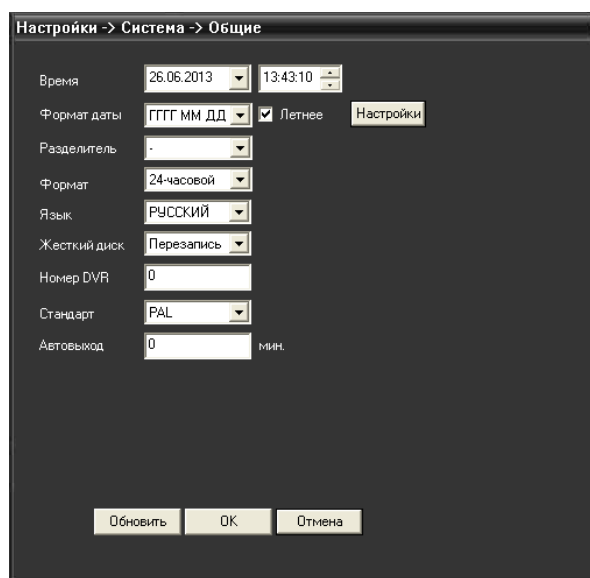 Настройки -> Система -> Общие
Время 26.06.2013 13:43:10
Формат даты ГГГГ ММ ДД Летнее Настройки
Разделитель -
Формат 24-часовой
Язык РУССКИЙ
Жесткий диск Перезапись
Номер DVR 0
Стандарт PAL
Автовыход 0 мин.
Обновить OK Отмена